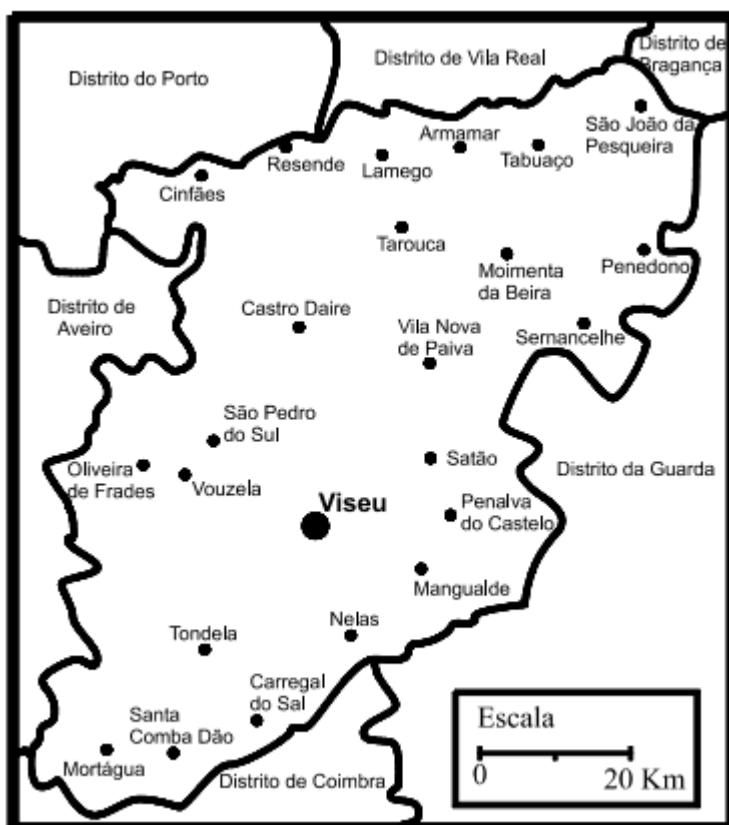 Distrito de Vila Real
Distrito de
Bragança
Distrito do Porto
São João da
Pesqueira
Armamar
Tabuaço
Resende
Lamego
Cinfães
Tarouca
Moimenta
da Beira
Penedono
Distrito de
Aveiro
Castro Daire
Vila Nova
de Paiva
Sernancelhe
São Pedro
do Sul
Oliveira
de Frades
Vouzela
Satão
Distrito da Guarda
Viseu
Penalva
do Castelo
Mangualde
Tondela
Nelas
Carregal
do Sal
Santa
Comba Dão
Mortágua
Distrito de Coimbra
Escala
0
20 Km